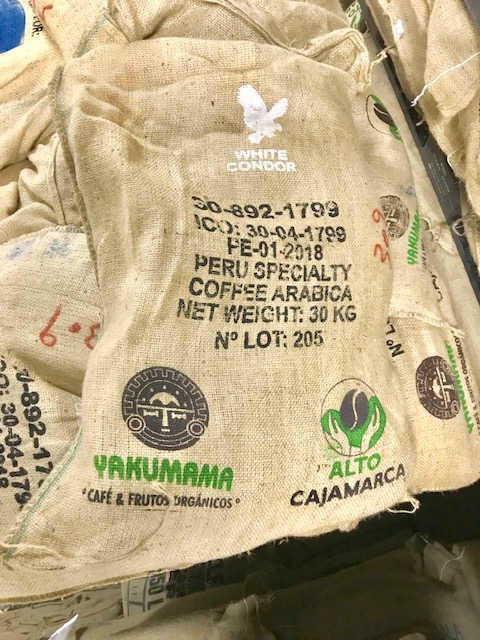 WHITE
CONDOR
30-892-1799
ICO: 30-04-1799
PE-01-2018
PERU SPECIALTY
COFFEE ARABICA
NET WEIGHT: 30 KG
Nº LOT: 205
YAKUMAMA
CAFÉ & FRUTOS ORGÁNICOS
ALTO
CAJAMARCA